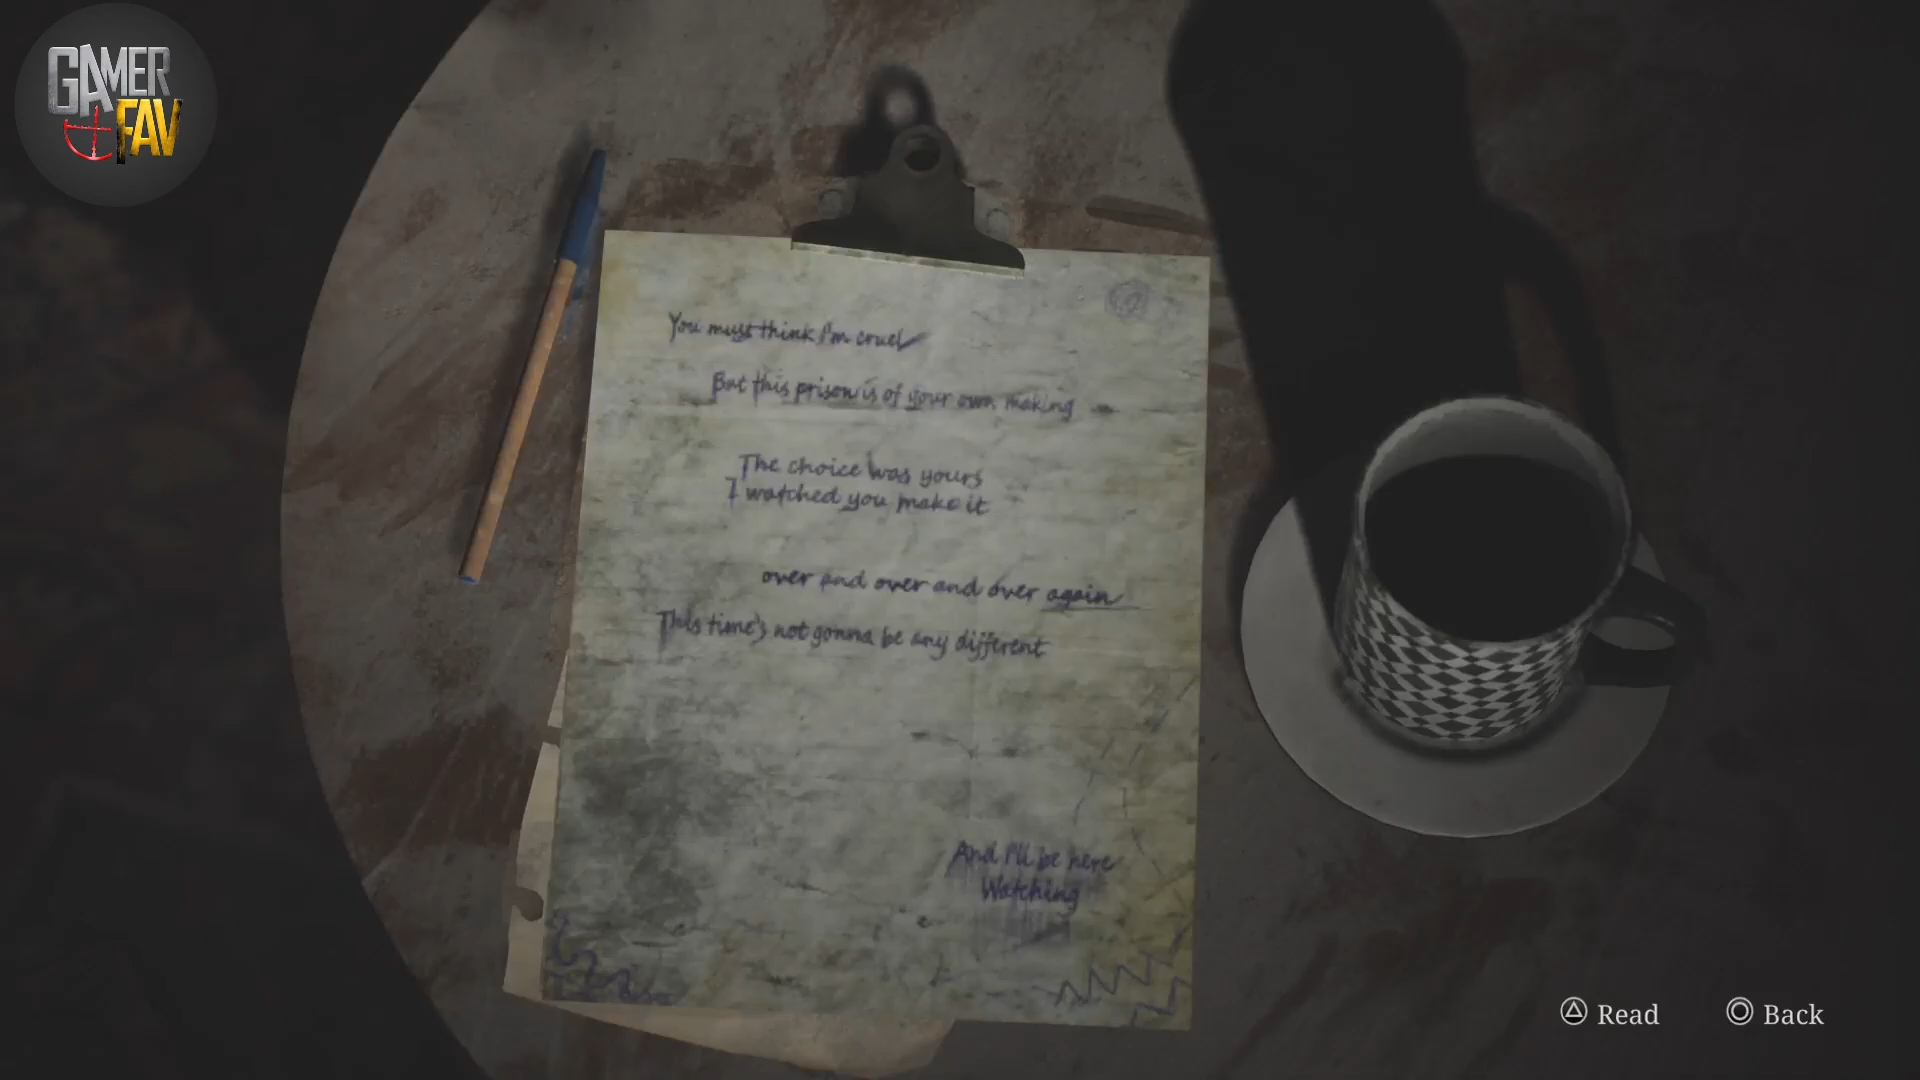 GAMER
FAV
You must think I'm cruel
But this prison is of your own making
The choice was yours
I watched you make it
over and over and over again
This time's not gonna be any different
And I'll be here
Watching
Read
Back